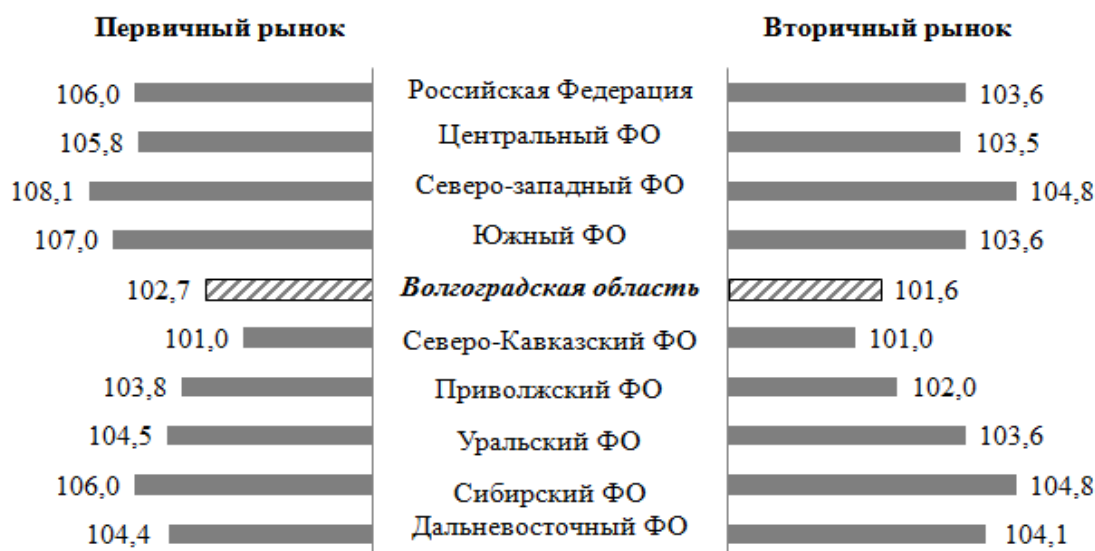 Первичный рынок Вторичный рынок
106,0 Российская Федерация 103,6
105,8 Центральный ФО 103,5
108,1 Северо-западный ФО 104,8
107,0 Южный ФО 103,6
102,7 Волгоградская область 101,6
101,0 Северо-Кавказский ФО 101,0
103,8 Приволжский ФО 102,0
104,5 Уральский ФО 103,6
106,0 Сибирский ФО 104,8
104,4 Дальневосточный ФО 104,1